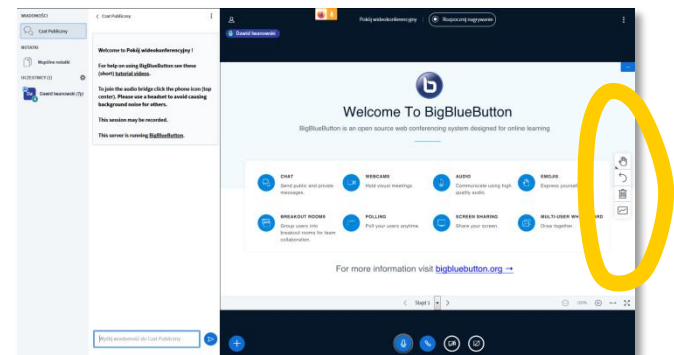 WIADOMOŚCI
Czat Publiczny
NOTATKI
Wspólne notatki
UCZESTNICY (1)
Da
Dawid Iwanowski (Ty)
Czat Publiczny
Welcome to Pokój wideokonferencyjny !
For help on using BigBlueButton see these
(short) tutorial videos.
To join the audio bridge click the phone icon (top
center). Please use a headset to avoid causing
background noise for others.
This session may be recorded.
This server is running BigBlueButton.
Wyślij wiadomość do Czat Publiczny
Pokój wideokonferencyjny
Rozpocznij nagrywanie
Dawid Iwanowski
b
Welcome To BigBlueButton
BigBlueButton is an open source web conferencing system designed for online learning
CHAT
Send public and private
messages.
WEBCAMS
Hold visual meetings.
AUDIO
Communicate using high
quality audio.
EMOJIS
Express yourself
BREAKOUT ROOMS
Group users into
breakout rooms for team
collaboration.
POLLING
Poll your users anytime.
SCREEN SHARING
Share your screen.
MULTI-USER
Draw together.
For more information visit bigbluebutton.org →
Slajd 1
100%